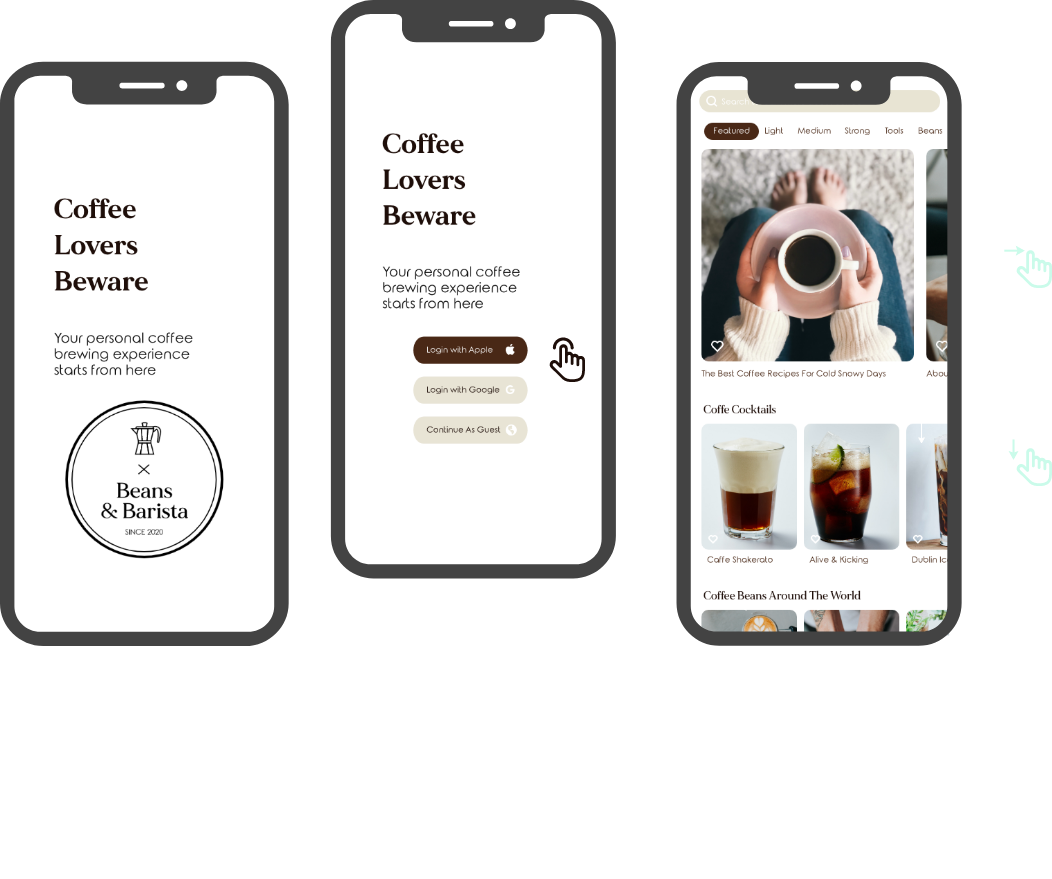 Coffee
Lovers
Beware
Your personal coffee
brewing experience
starts from here
Beans
& Barista
SINCE 2020
Coffee
Lovers
Beware
Your personal coffee
brewing experience
starts from here
Login with Apple
Login with Google
Continue As Guest
Search
Featured Light Medium Strong Tools Beans
The Best Coffee Recipes For Cold Snowy Days
Abou
Coffe Cocktails
Caffe Shakerato
Alive & Kicking
Dublin Ic
Coffee Beans Around The World